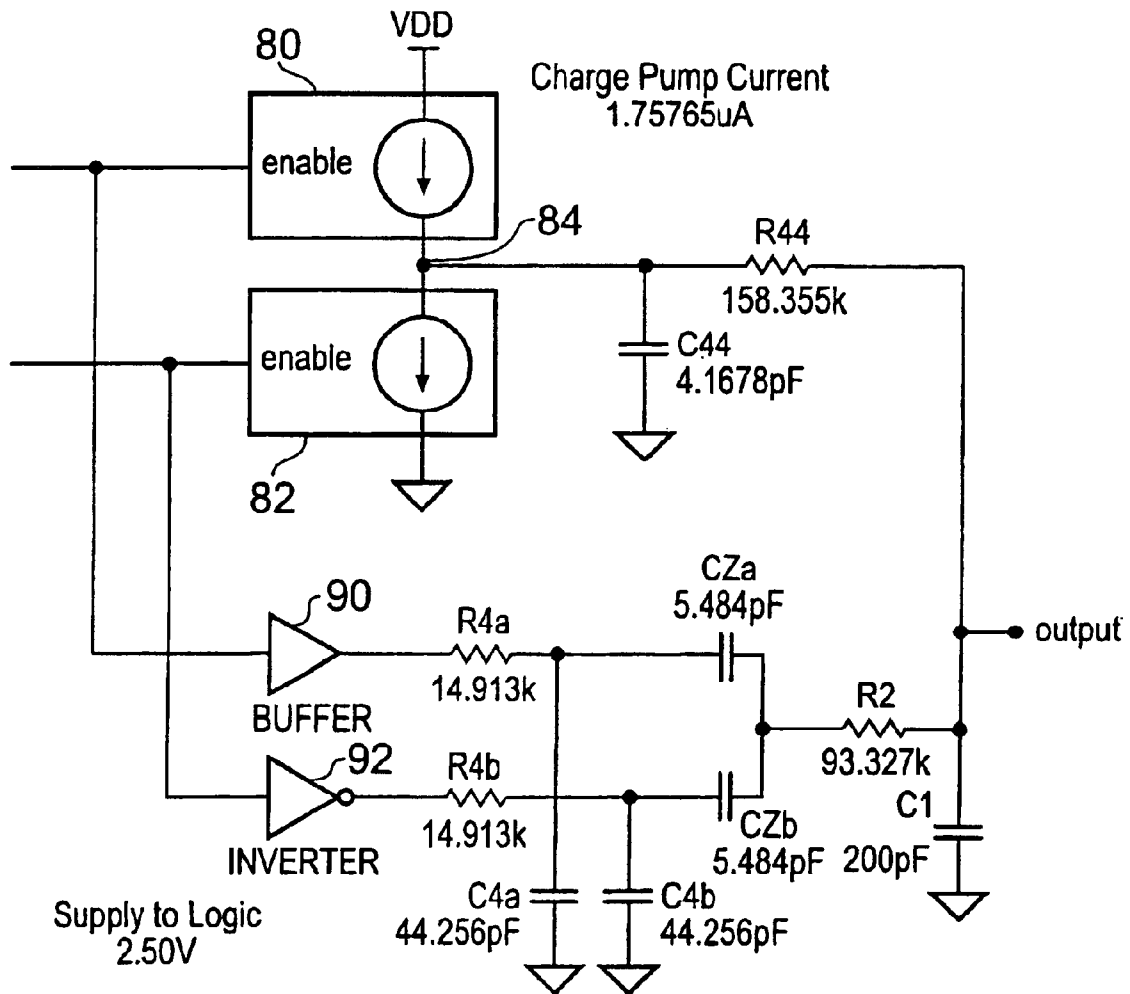 80
VDD
Charge Pump Current
1.75765uA
enable
84
R44
158.355k
enable
C44
4.1678pF
82
90
BUFFER
R4a
14.913k
CZa
5.484pF
output
92
INVERTER
R4b
14.913k
CZb
5.484pF
R2
93.327k
C1
200pF
C4a
44.256pF
C4b
44.256pF
Supply to Logic
2.50V